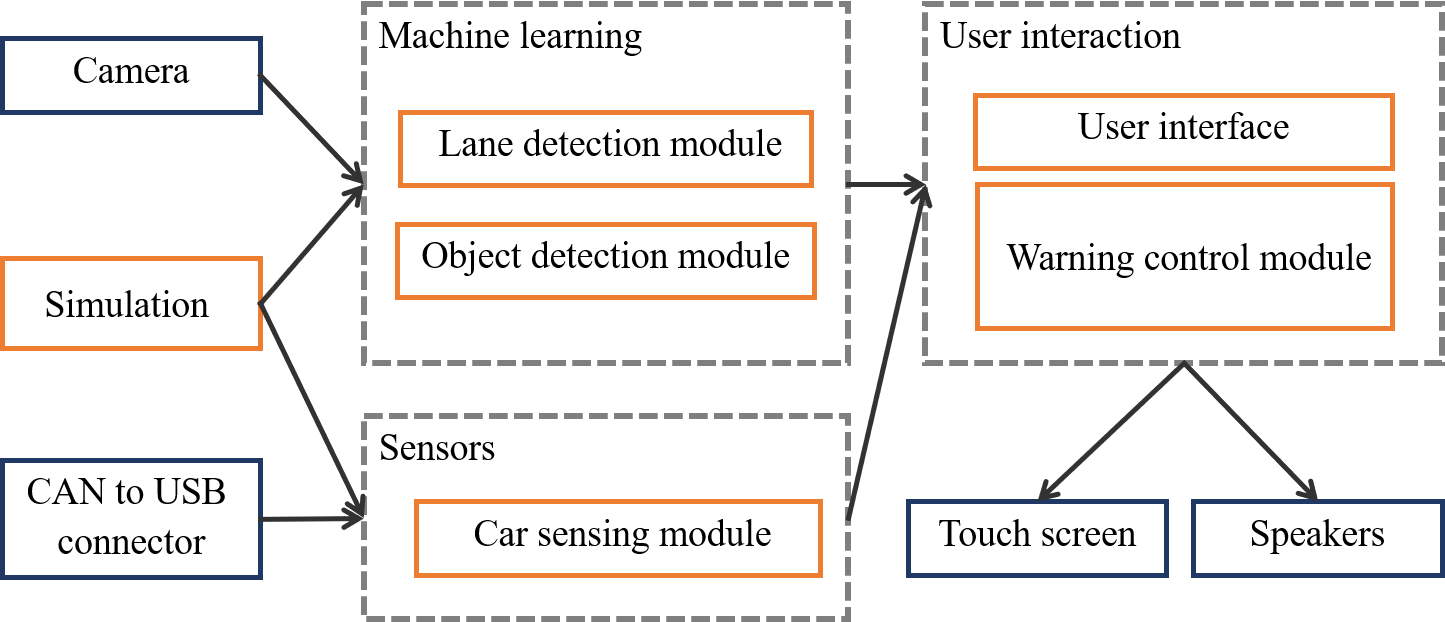 Camera
Simulation
CAN to USB
connector
Machine learning
Lane detection module
Object detection module
Sensors
Car sensing module
User interaction
User interface
Warning control module
Touch screen
Speakers